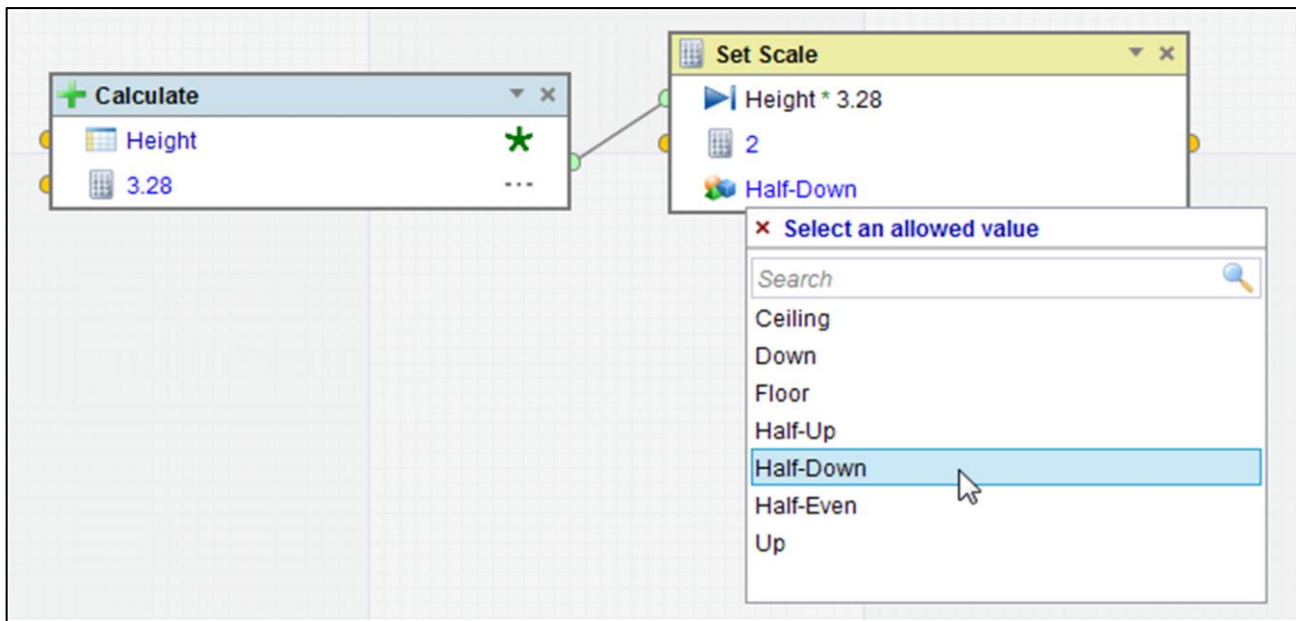 Calculate
Height
3.28
Set Scale
Height * 3.28
2
Half-Down
Select an allowed value
Search
Ceiling
Down
Floor
Half-Up
Half-Down
Half-Even
Up